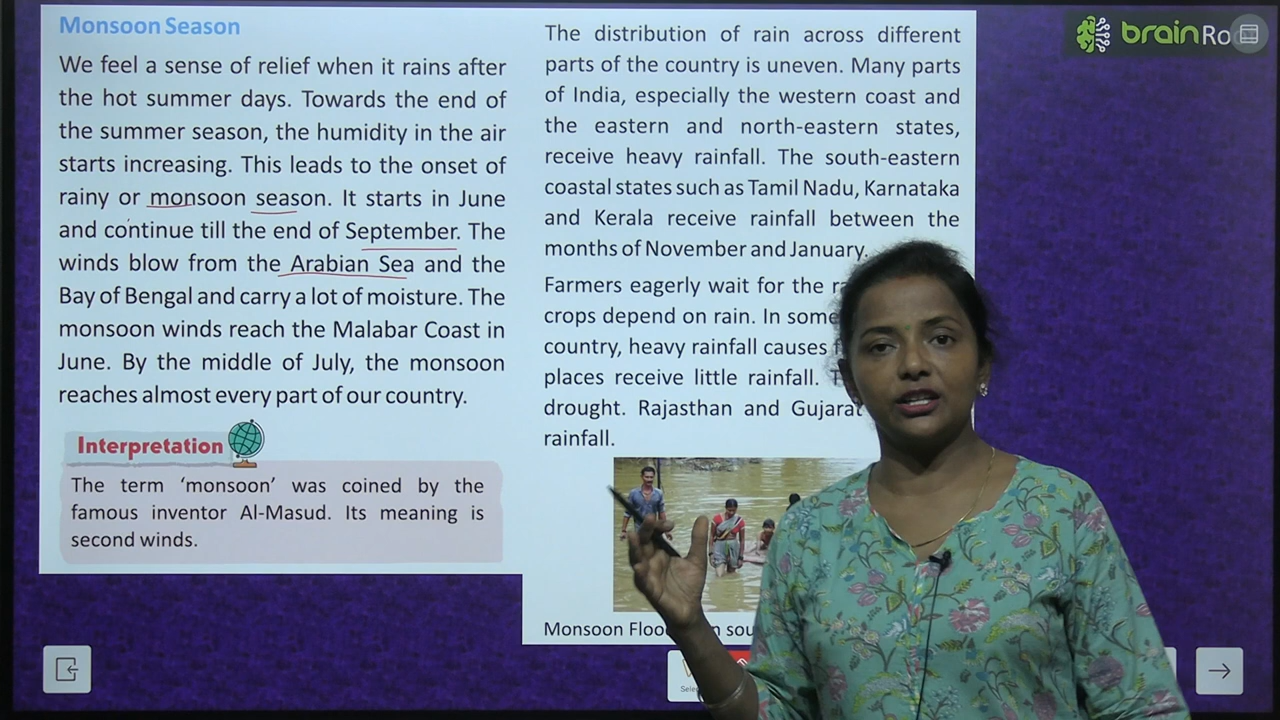 Monsoon Season
We feel a sense of relief when it rains after
the hot summer days. Towards the end of
the summer season, the humidity in the air
starts increasing. This leads to the onset of
rainy or monsoon season. It starts in June
and continue till the end of September. The
winds blow from the Arabian Sea and the
Bay of Bengal and carry a lot of moisture. The
monsoon winds reach the Malabar Coast in
June. By the middle of July, the monsoon
reaches almost every part of our country.
Interpretation
The term ‘monsoon’ was coined by the
famous inventor Al-Masud. Its meaning is
second winds.
The distribution of rain across different
parts of the country is uneven. Many parts
of India, especially the western coast and
the eastern and north-eastern states,
receive heavy rainfall. The south-eastern
coastal states such as Tamil Nadu, Karnataka
and Kerala receive rainfall between the
months of November and January.
Farmers eagerly wait for the
crops depend on rain. In some
country, heavy rainfall causes
places receive little rainfall.
drought. Rajasthan and Gujarat
rainfall.
Monsoon
brain